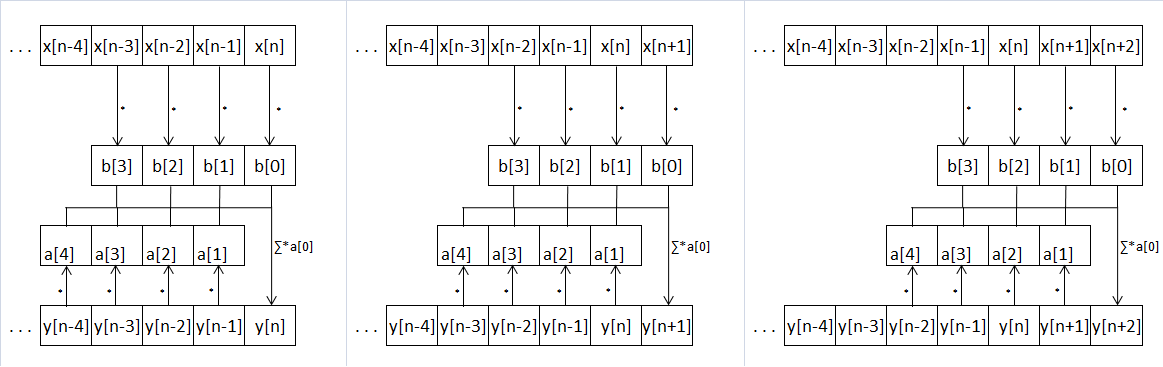 ... x[n-4] x[n-3] x[n-2] x[n-1] x[n]
* * * *
b[3] b[2] b[1] b[0]
∑*a[0]
a[4] a[3] a[2] a[1]
* * * *
... y[n-4] y[n-3] y[n-2] y[n-1] y[n]
... x[n-4] x[n-3] x[n-2] x[n-1] x[n] x[n+1]
* * * *
b[3] b[2] b[1] b[0]
∑*a[0]
a[4] a[3] a[2] a[1]
* * * *
... y[n-4] y[n-3] y[n-2] y[n-1] y[n] y[n+1]
... x[n-4] x[n-3] x[n-2] x[n-1] x[n] x[n+1] x[n+2]
* * * *
b[3] b[2] b[1] b[0]
∑*a[0]
a[4] a[3] a[2] a[1]
* * * *
... y[n-4] y[n-3] y[n-2] y[n-1] y[n] y[n+1] y[n+2]